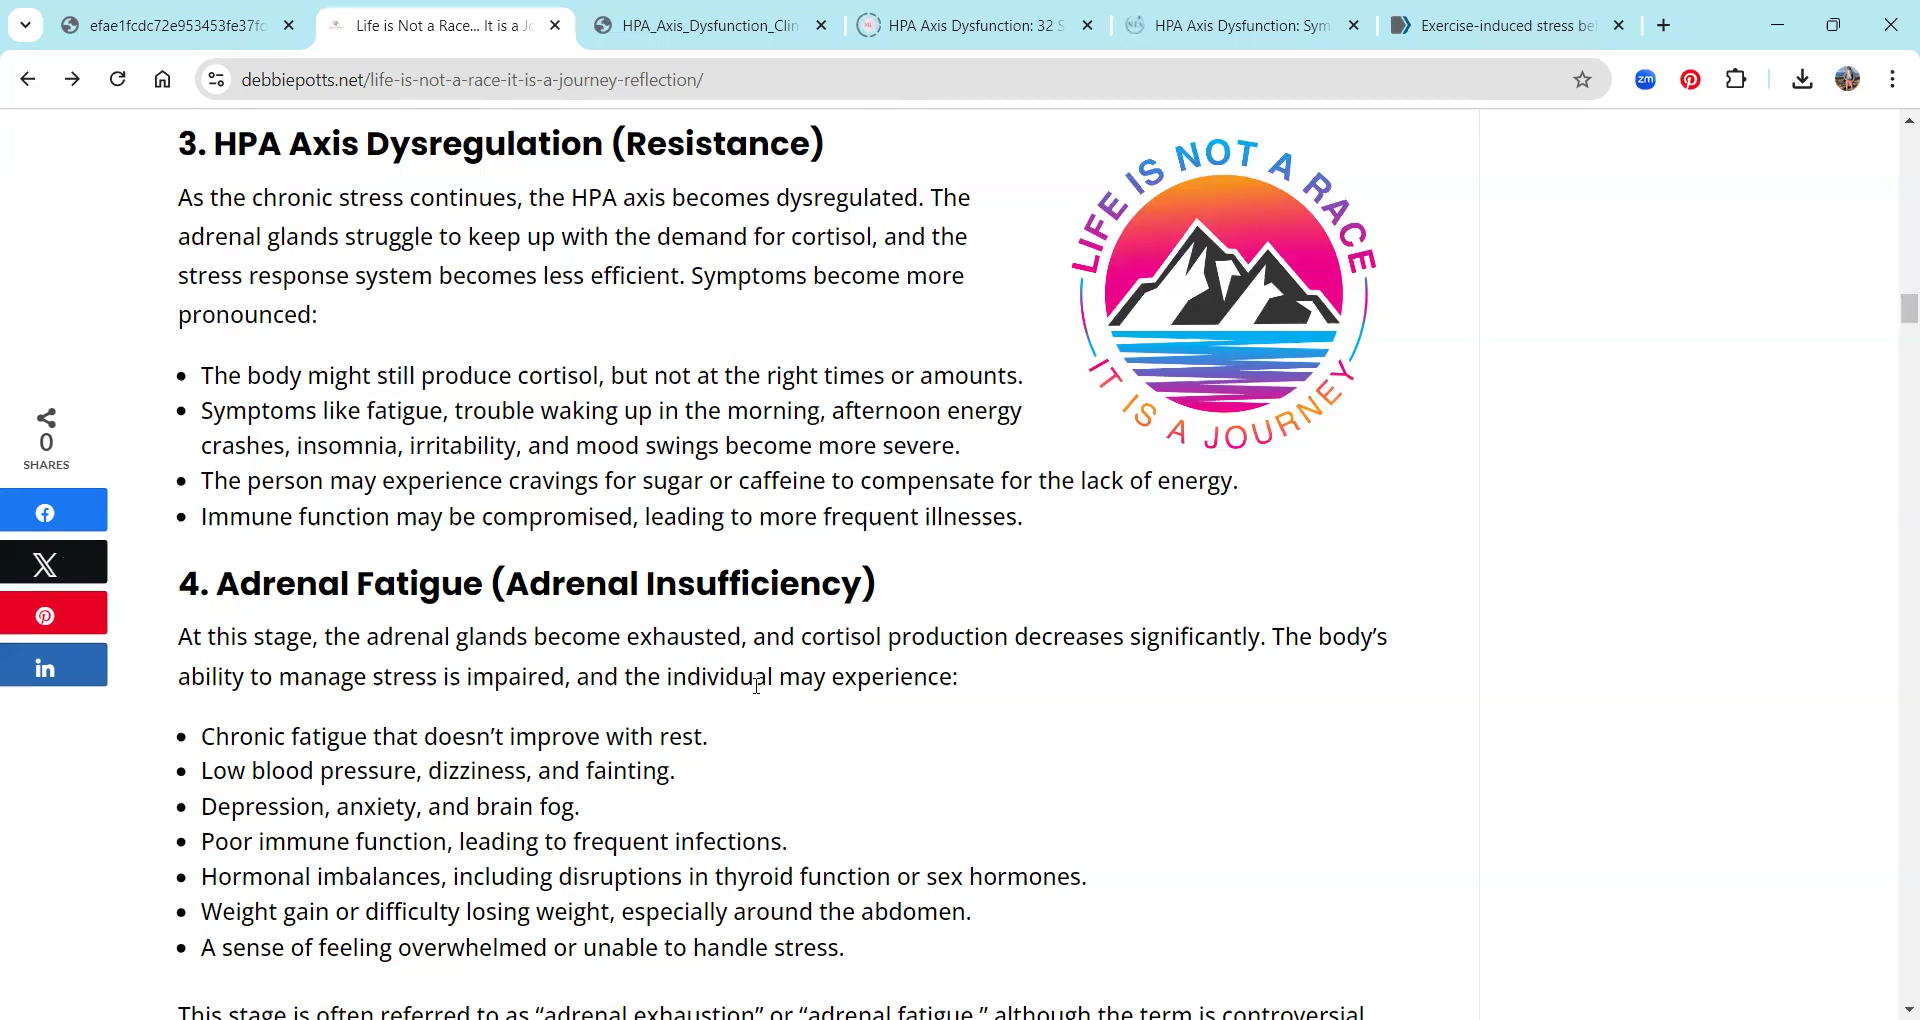 efae1fcdc72e953453fe37fc
Life is Not a Race... It is a Jo
HPA_Axis_Dysfunction_Clin
HPA Axis Dysfunction: 32 S
HPA Axis Dysfunction: Sym
Exercise-induced stress be
debbiepotts.net/life-is-not-a-race-it-is-a-journey-reflection/
zm
3. HPA Axis Dysregulation (Resistance)
As the chronic stress continues, the HPA axis becomes dysregulated. The
adrenal glands struggle to keep up with the demand for cortisol, and the
stress response system becomes less efficient. Symptoms become more
pronounced:
LIFE IS NOT A RACE
IT IS A JOURNEY
• The body might still produce cortisol, but not at the right times or amounts.
• Symptoms like fatigue, trouble waking up in the morning, afternoon energy
crashes, insomnia, irritability, and mood swings become more severe.
• The person may experience cravings for sugar or caffeine to compensate for the lack of energy.
• Immune function may be compromised, leading to more frequent illnesses.
0
SHARES
4. Adrenal Fatigue (Adrenal Insufficiency)
At this stage, the adrenal glands become exhausted, and cortisol production decreases significantly. The body’s
ability to manage stress is impaired, and the individual may experience:
• Chronic fatigue that doesn’t improve with rest.
• Low blood pressure, dizziness, and fainting.
• Depression, anxiety, and brain fog.
• Poor immune function, leading to frequent infections.
• Hormonal imbalances, including disruptions in thyroid function or sex hormones.
• Weight gain or difficulty losing weight, especially around the abdomen.
• A sense of feeling overwhelmed or unable to handle stress.
This stage is often referred to as “adrenal exhaustion” or “adrenal fatigue,” although the term is controversial